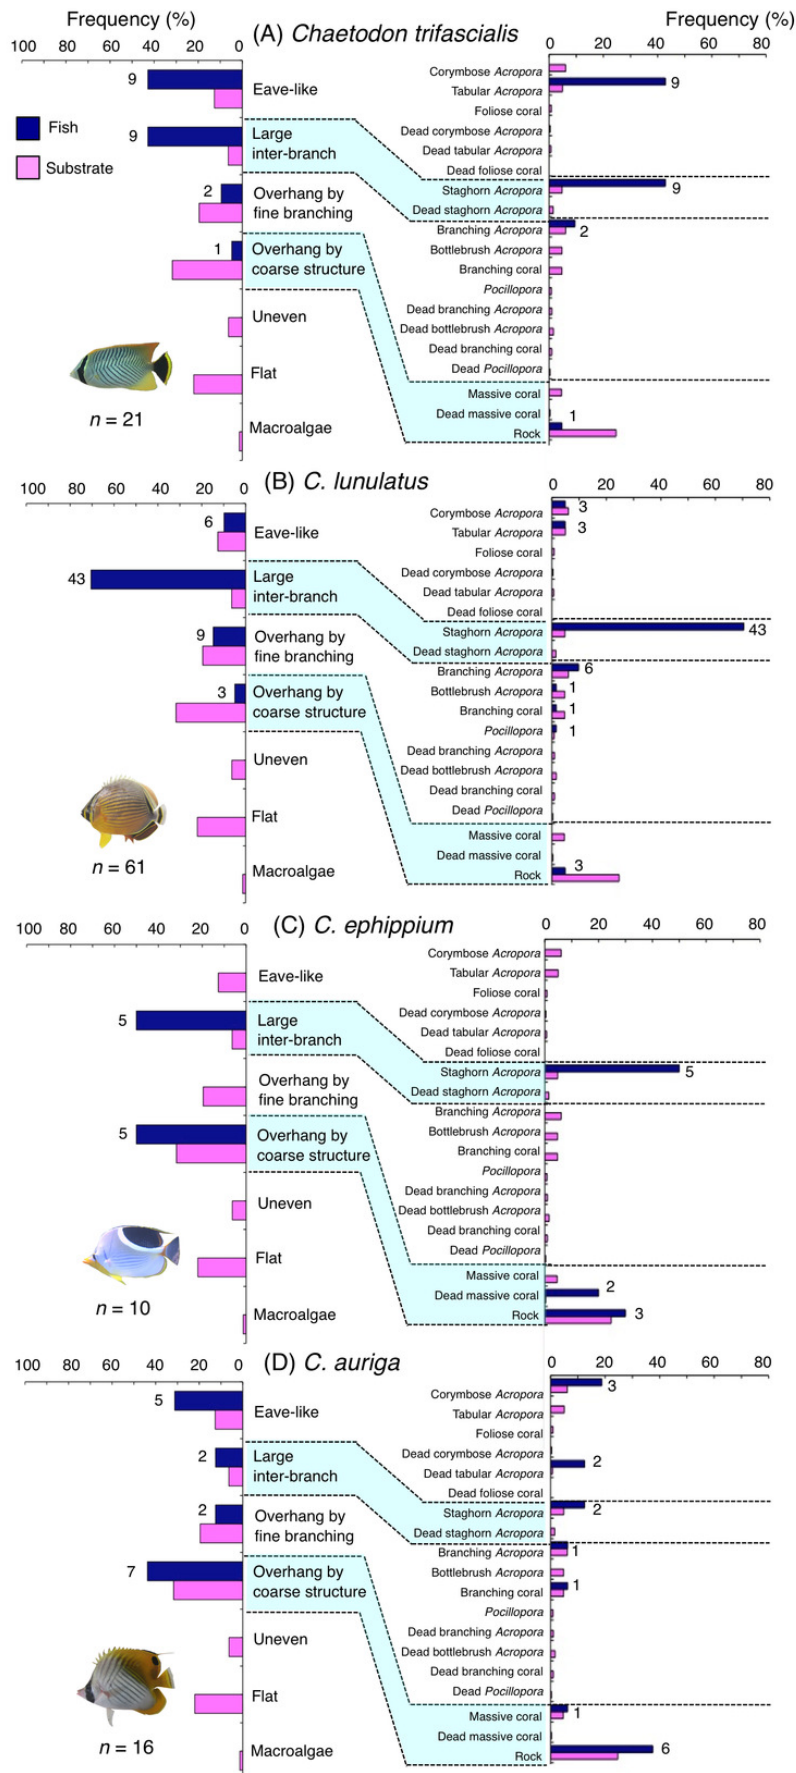 Frequency (%)
Frequency (%)
(A) Chaetodon trifascialis
100 80 60 40 20 0
0 20 40 60 80
Fish
Substrate
9
Eave-like
9
Large
inter-branch
2
Overhang by
fine branching
1
Overhang by
coarse structure
Uneven
Flat
Macroalgae
n = 21
Corymbose Acropora
Tabular Acropora
9
Foliose coral
Dead corymbose Acropora
Dead tabular Acropora
Dead foliose coral
Staghorn Acropora
9
Dead staghorn Acropora
Branching Acropora
2
Bottlebrush Acropora
Branching coral
Pocillopora
Dead branching Acropora
Dead bottlebrush Acropora
Dead branching coral
Dead Pocillopora
Massive coral
Dead massive coral
1
Rock
(B) C. lunulatus
100 80 60 40 20 0
0 20 40 60 80
6
Eave-like
43
Large
inter-branch
9
Overhang by
fine branching
3
Overhang by
coarse structure
Uneven
Flat
Macroalgae
n = 61
Corymbose Acropora
3
Tabular Acropora
3
Foliose coral
Dead corymbose Acropora
Dead tabular Acropora
Dead foliose coral
Staghorn Acropora
43
Dead staghorn Acropora
Branching Acropora
6
Bottlebrush Acropora
1
Branching coral
1
Pocillopora
1
Dead branching Acropora
Dead bottlebrush Acropora
Dead branching coral
Dead Pocillopora
Massive coral
Dead massive coral
Rock
3
(C) C. ephippium
100 80 60 40 20 0
0 20 40 60 80
Eave-like
5
Large
inter-branch
Overhang by
fine branching
5
Overhang by
coarse structure
Uneven
Flat
Macroalgae
n = 10
Corymbose Acropora
Tabular Acropora
Foliose coral
Dead corymbose Acropora
Dead tabular Acropora
Dead foliose coral
Staghorn Acropora
5
Dead staghorn Acropora
Branching Acropora
Bottlebrush Acropora
Branching coral
Pocillopora
Dead branching Acropora
Dead bottlebrush Acropora
Dead branching coral
Dead Pocillopora
Massive coral
Dead massive coral
2
Rock
3
(D) C. auriga
100 80 60 40 20 0
0 20 40 60 80
5
Eave-like
2
Large
inter-branch
2
Overhang by
fine branching
7
Overhang by
coarse structure
Uneven
Flat
Macroalgae
n = 16
Corymbose Acropora
3
Tabular Acropora
Foliose coral
Dead corymbose Acropora
2
Dead tabular Acropora
Dead foliose coral
Staghorn Acropora
2
Dead staghorn Acropora
Branching Acropora
1
Bottlebrush Acropora
Branching coral
1
Pocillopora
Dead branching Acropora
Dead bottlebrush Acropora
Dead branching coral
Dead Pocillopora
Massive coral
1
Dead massive coral
Rock
6